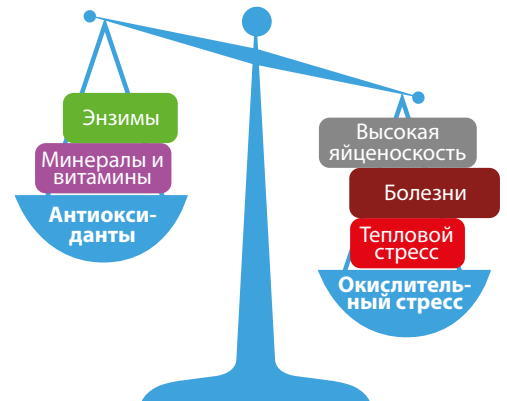 Энзимы
Минералы и
витамины
Антиокси-
данты
Высокая
яйценоскость
Болезни
Тепловой
стресс
Окислитель-
ный стресс